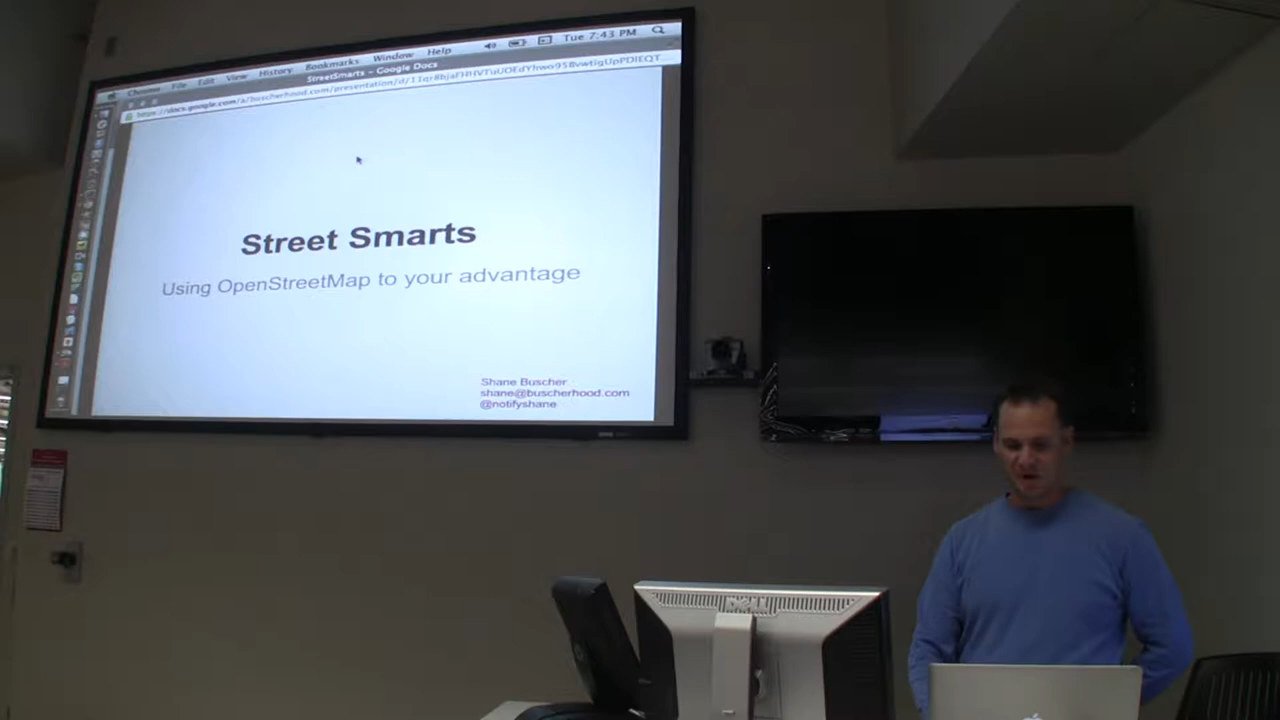 Chrome File Edit View History Bookmarks Window Help Tue 7:43 PM
StreetSmarts – Google Docs
Street Smarts
Using OpenStreetMap to your advantage
Shane Buscher
shane@buscherhood.com
@notifyshane
DELL